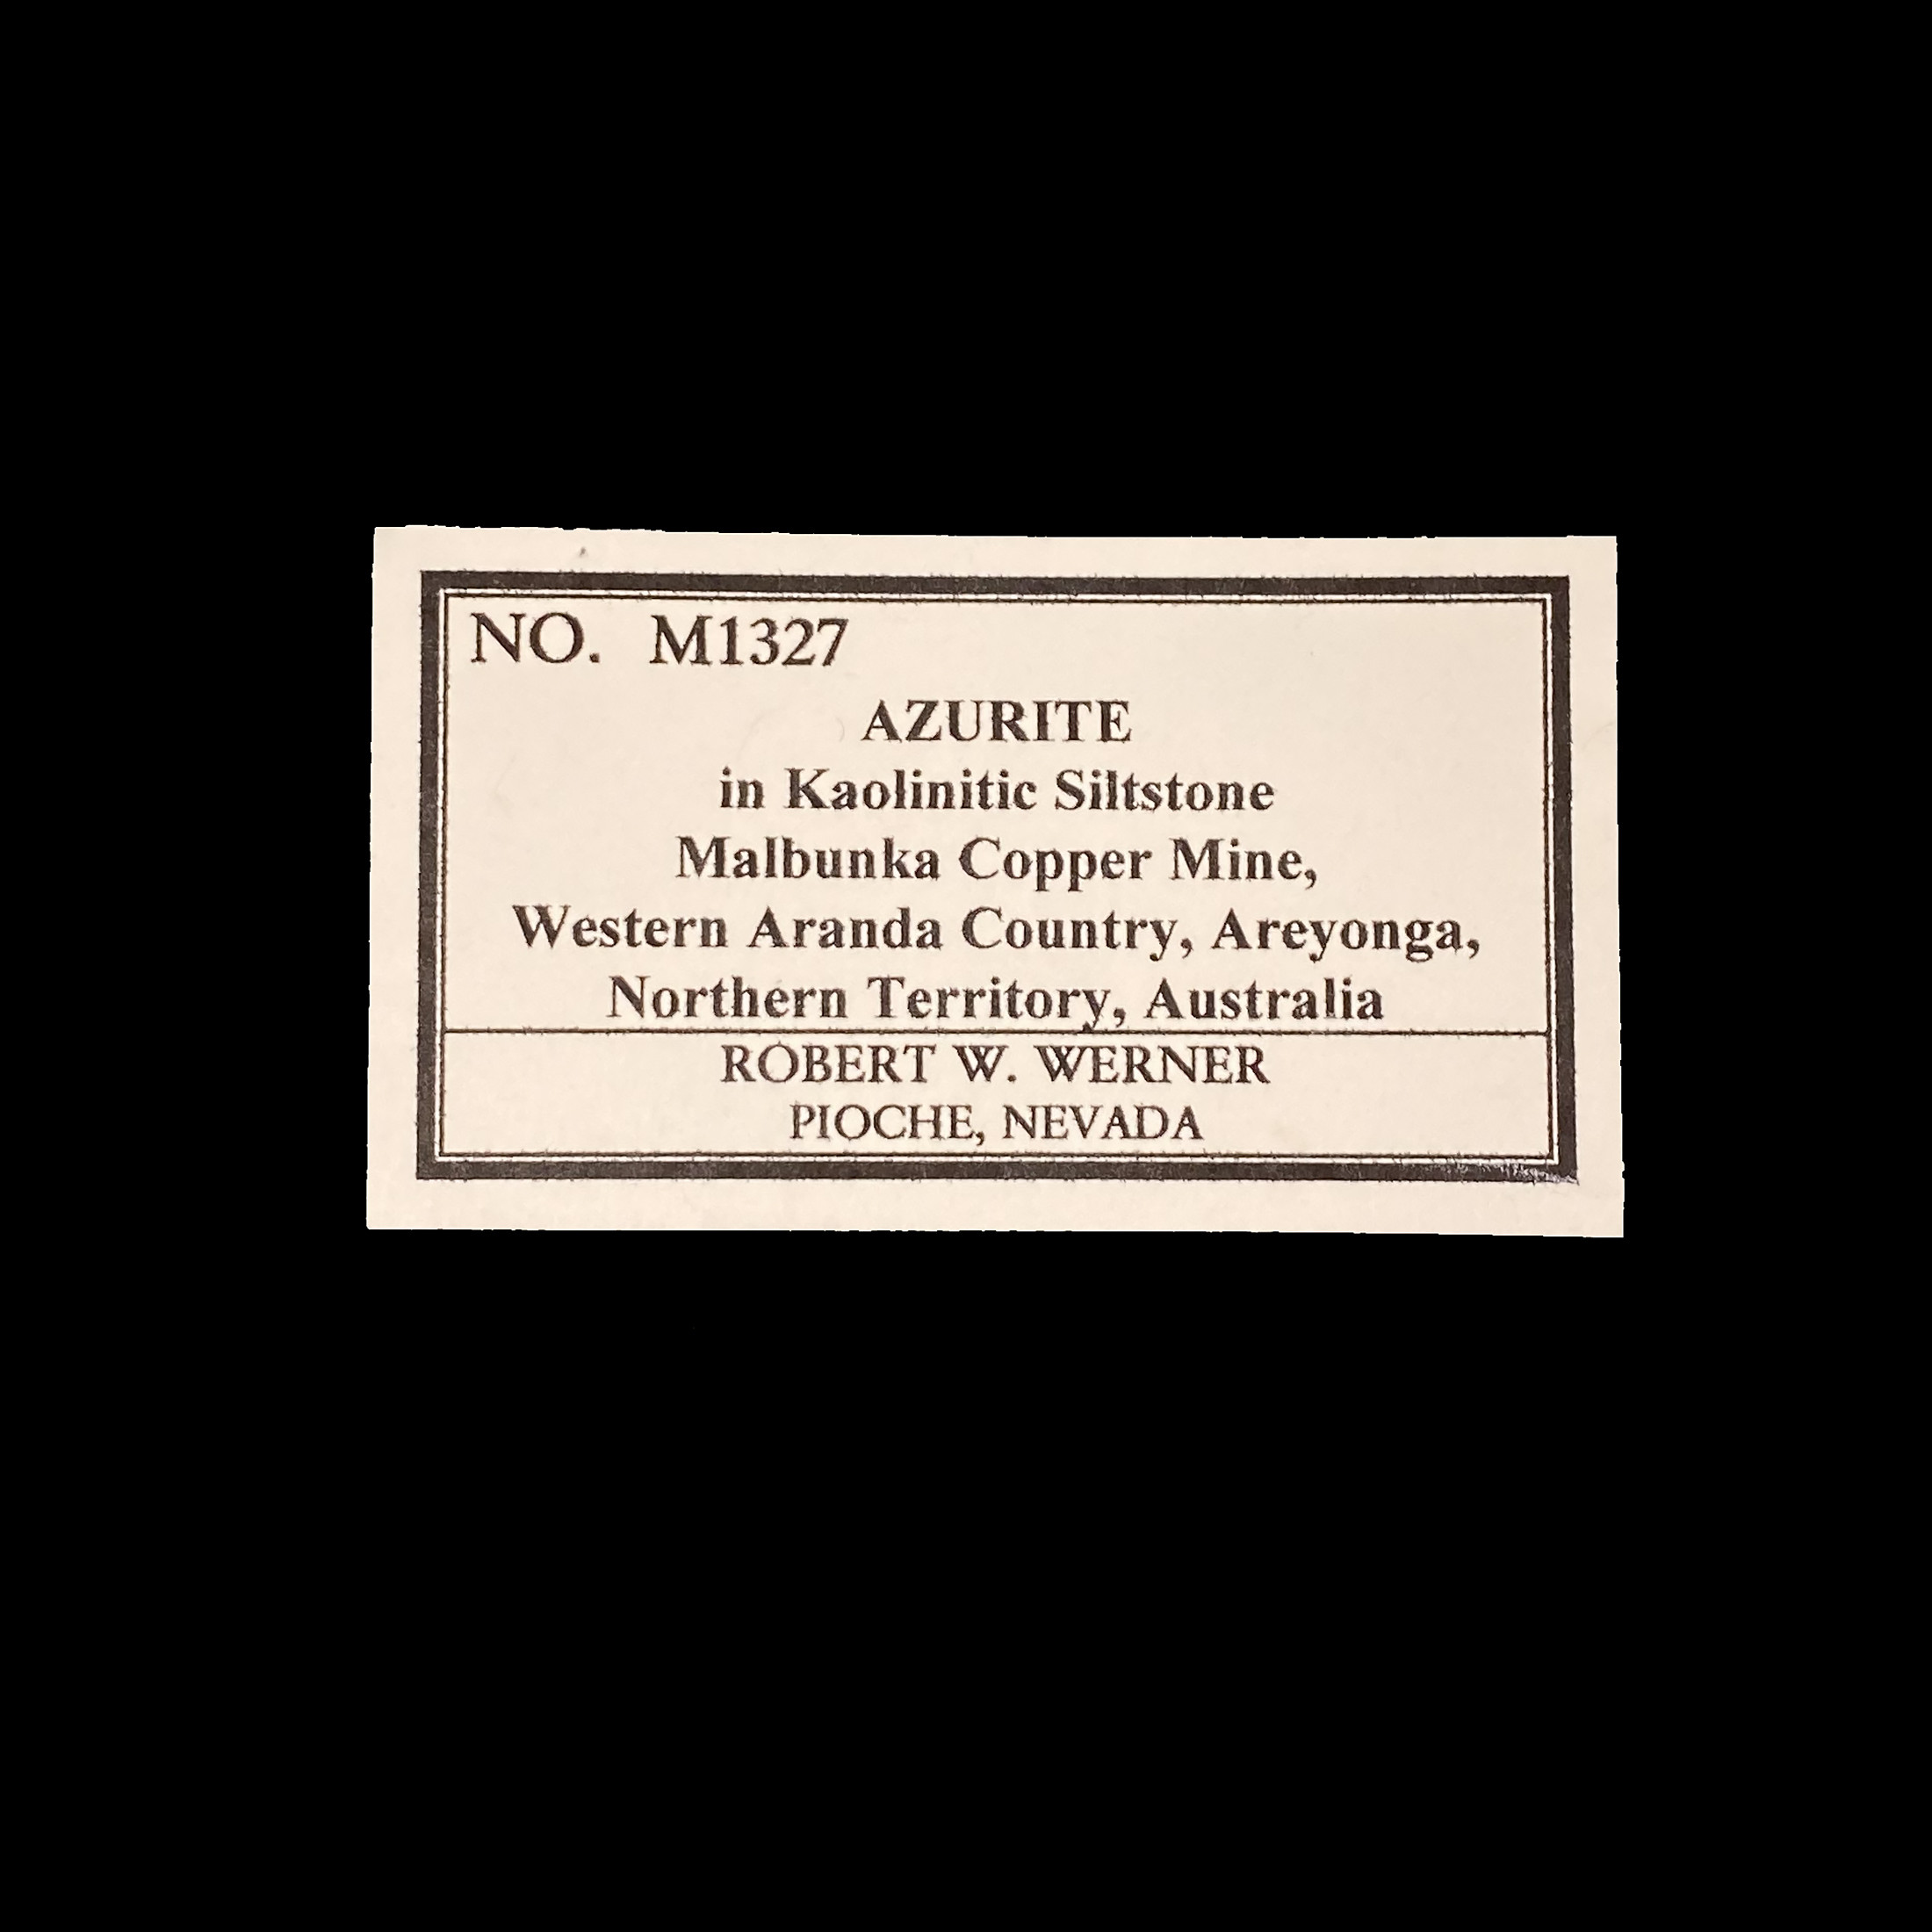 NO. M1327
AZURITE
in Kaolinitic Siltstone
Malbunka Copper Mine,
Western Aranda Country, Areyonga,
Northern Territory, Australia
ROBERT W. WERNER
PIOCHE, NEVADA